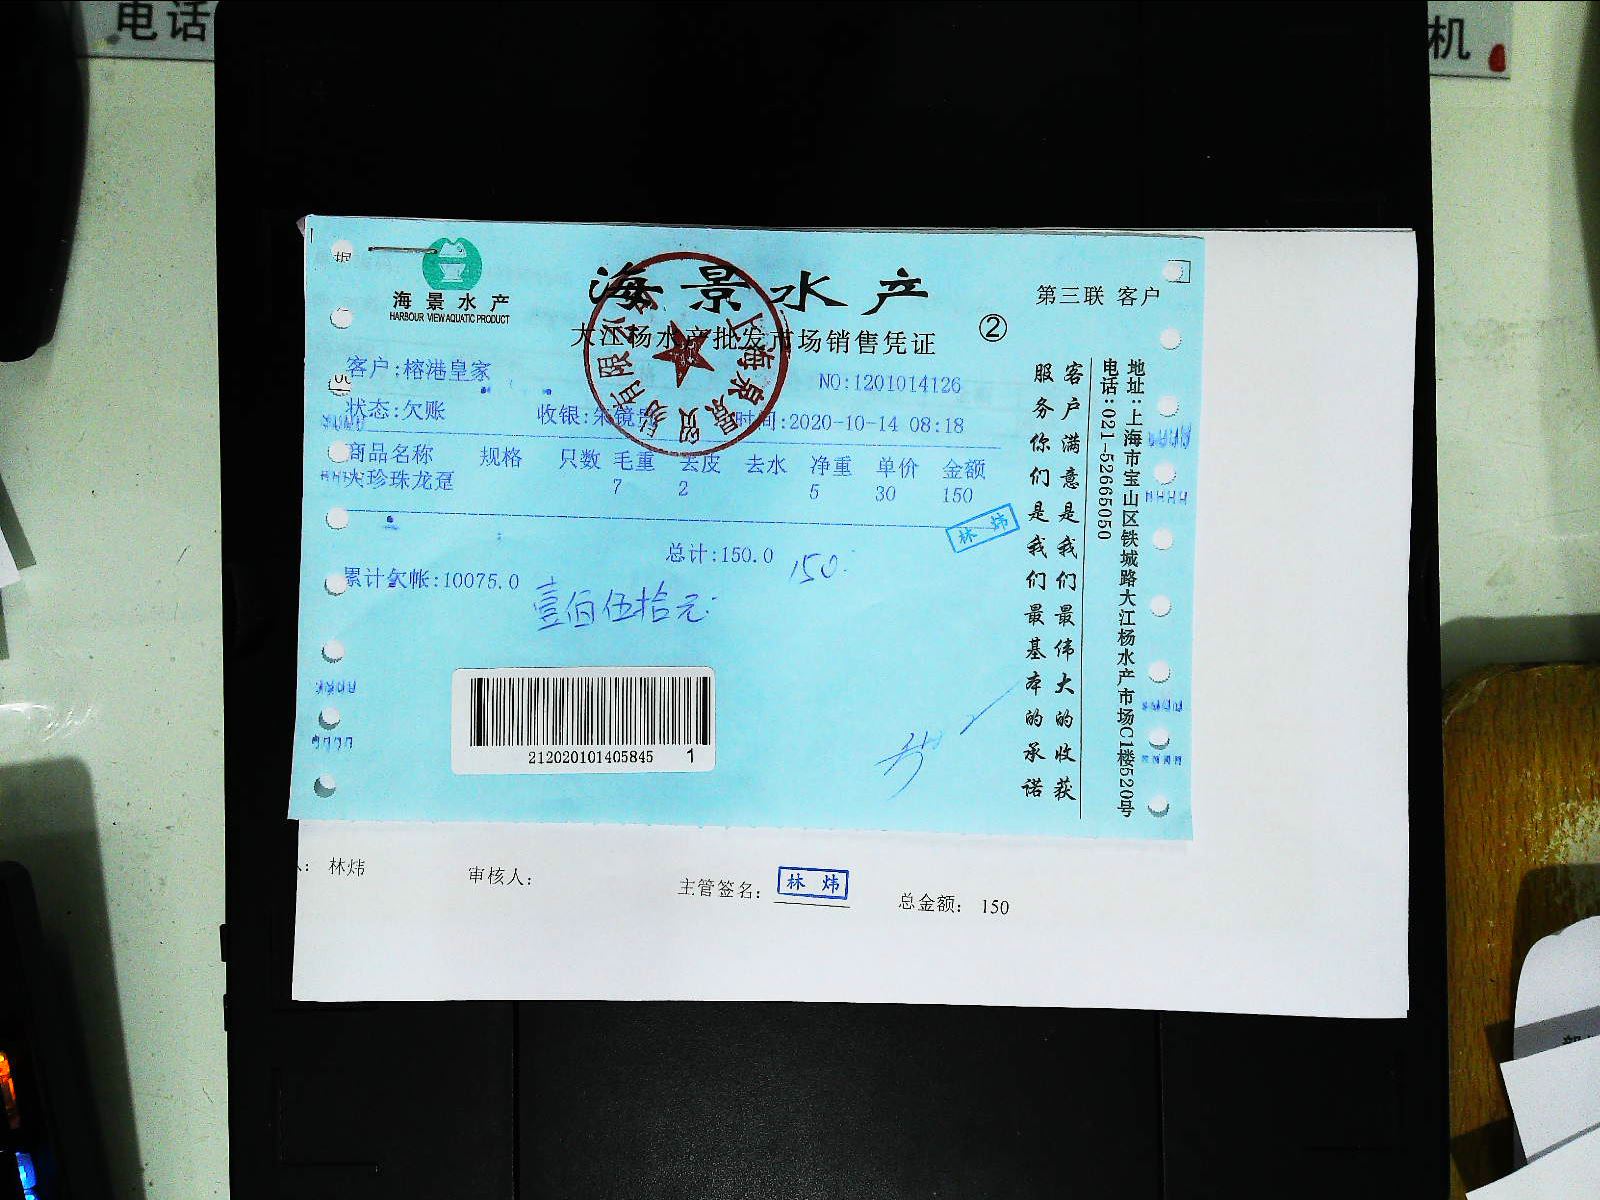 电话
机
海景水产
HARBOUR VIEW AQUATIC PRODUCT
海景水产
大江杨水产批发市场销售凭证
②
第三联 客户
客户:榕港皇家
NO:1201014126
状态:欠账
收银:朱镜
时间:2020-10-14 08:18
商品名称 规格 只数 毛重 去皮 去水 净重 单价 金额
大珍珠龙趸 7 2 5 30 150
林炜
总计:150.0
150.
累计欠帐:10075.0
壹佰伍拾元
212020101405845 1
客户满意是我们最伟大的收获
服务你们是我们最基本的承诺
地址:上海市宝山区铁城路大江杨水产市场C1楼520号
电话:021-52665050
林炜
审核人:
主管签名:
林炜
总金额: 150